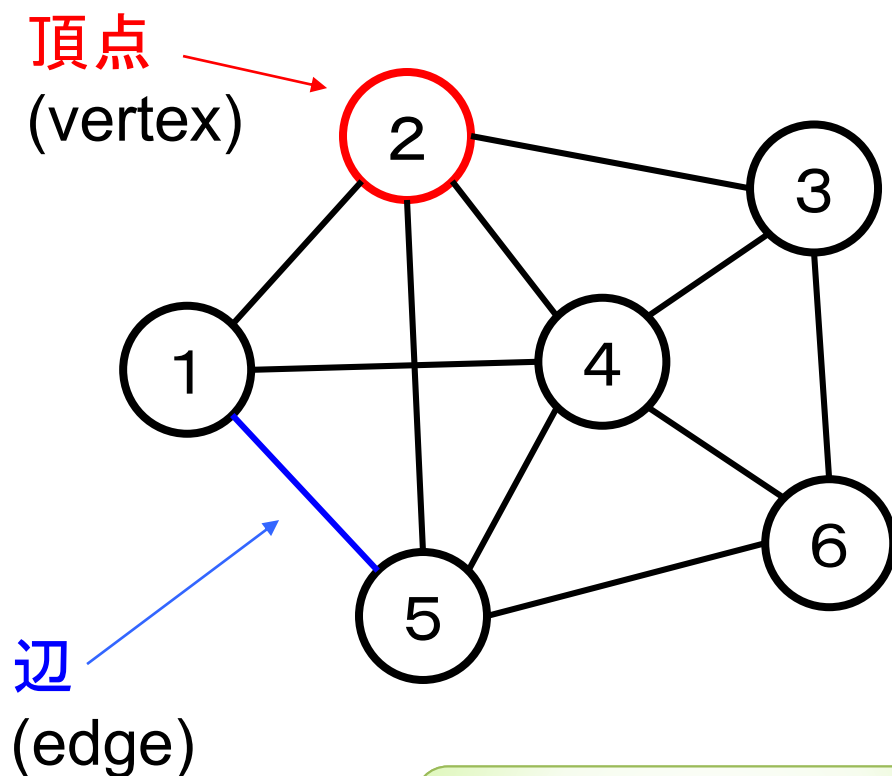 頂点
(vertex)
２
３
１
４
６
５
辺
(edge)